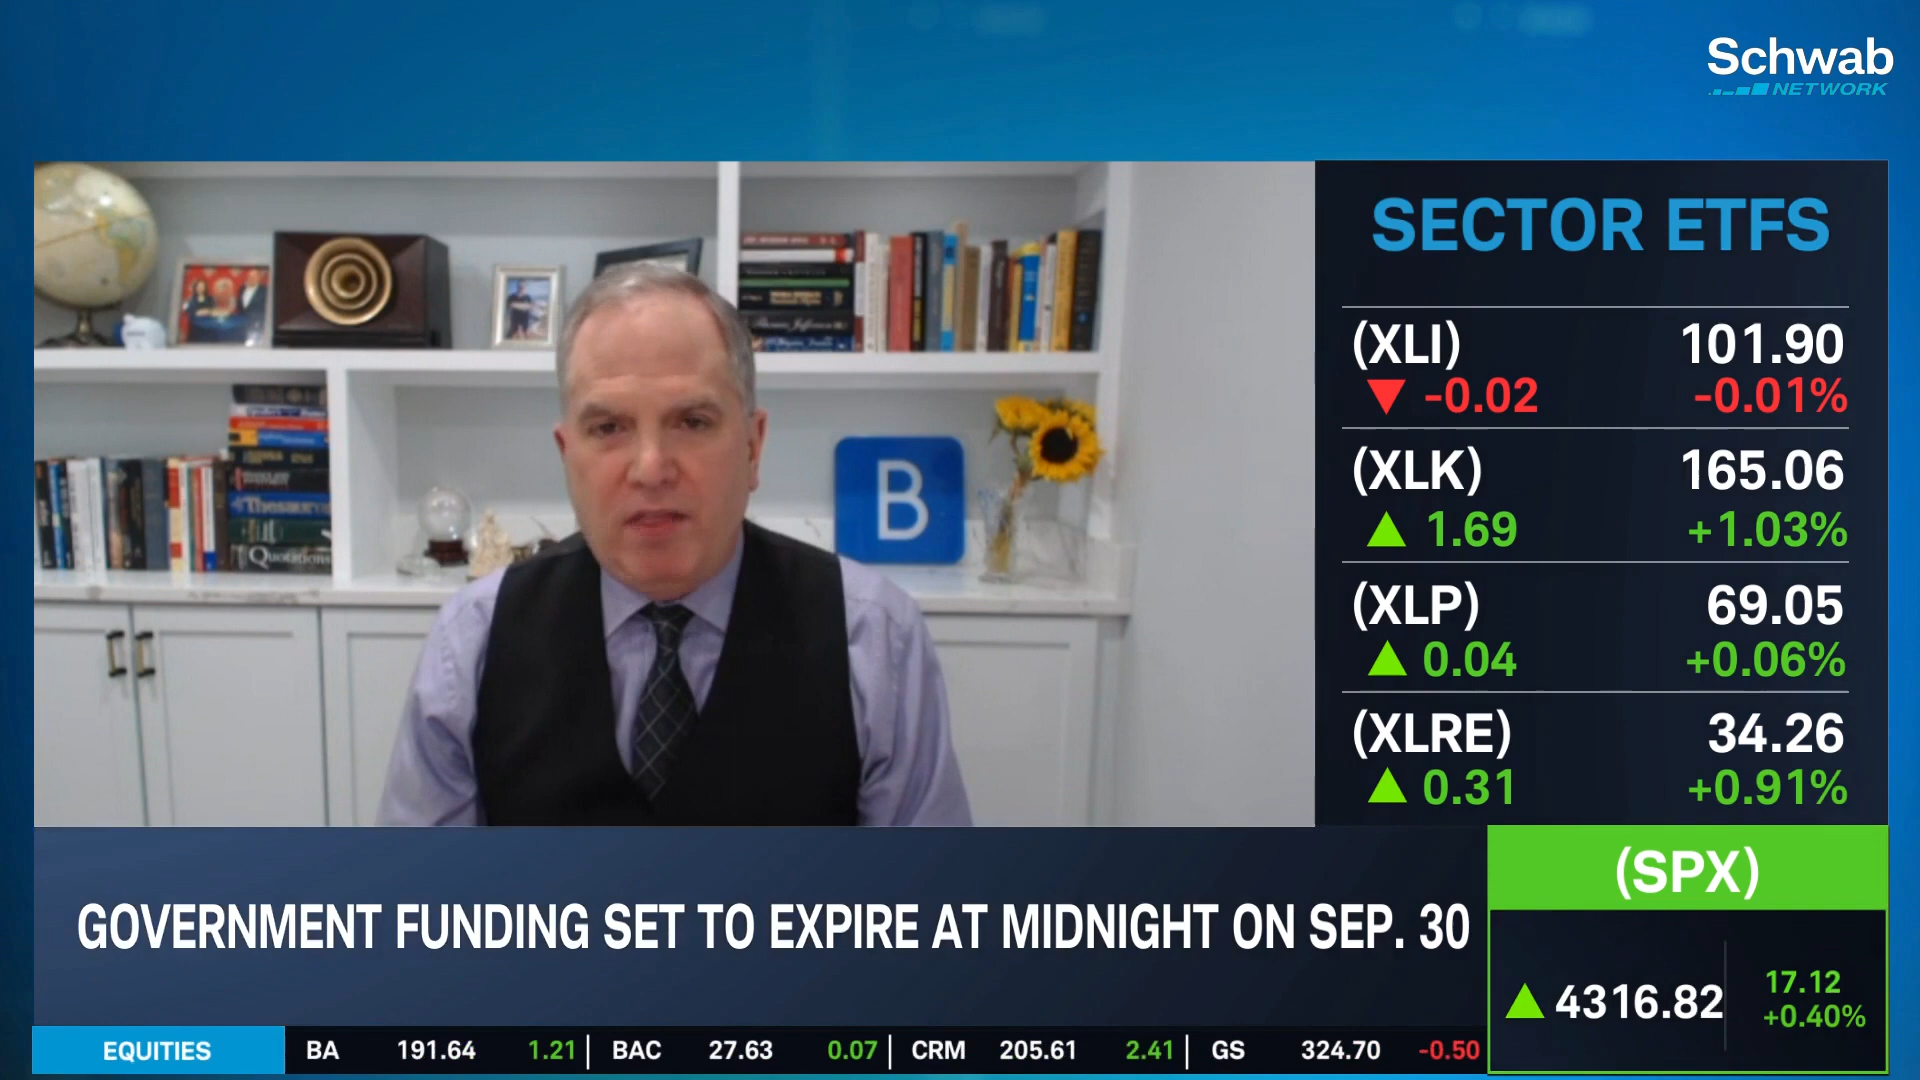 Schwab
NETWORK
SECTOR ETFS
(XLI) 101.90
▼ -0.02 -0.01%
(XLK) 165.06
▲ 1.69 +1.03%
(XLP) 69.05
▲ 0.04 +0.06%
(XLRE) 34.26
▲ 0.31 +0.91%
Thesaurus
Quotations
B
GOVERNMENT FUNDING SET TO EXPIRE AT MIDNIGHT ON SEP. 30
(SPX)
▲ 4316.82
17.12
+0.40%
EQUITIES BA 191.64 1.21 | BAC 27.63 0.07 | CRM 205.61 2.41 | GS 324.70 -0.50